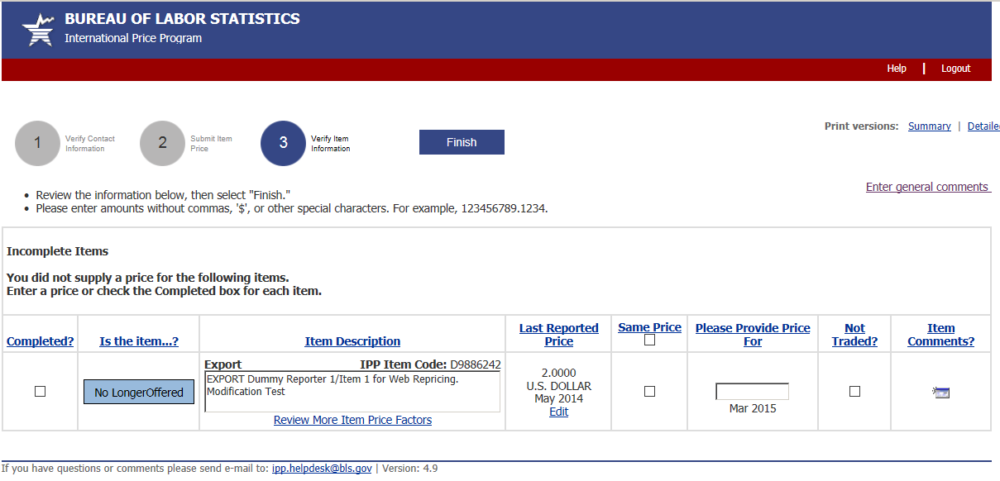 BUREAU OF LABOR STATISTICS
International Price Program
Help | Logout
1 Verify Contact Information
2 Submit Item Price
3 Verify Item Information
Finish
Print versions: Summary | Detaile
Enter general comments
• Review the information below, then select "Finish."
• Please enter amounts without commas, '$', or other special characters. For example, 123456789.1234.
Incomplete Items
You did not supply a price for the following items.
Enter a price or check the Completed box for each item.
Completed?
Is the item...?
Item Description
Last Reported
Price
Same Price
Please Provide Price
For
Not
Traded?
Item
Comments?
No LongerOffered
Export IPP Item Code: D9886242
EXPORT Dummy Reporter 1/Item 1 for Web Repricing.
Modification Test
Review More Item Price Factors
2.0000
U.S. DOLLAR
May 2014
Edit
Mar 2015
If you have questions or comments please send e-mail to: ipp.helpdesk@bls.gov | Version: 4.9